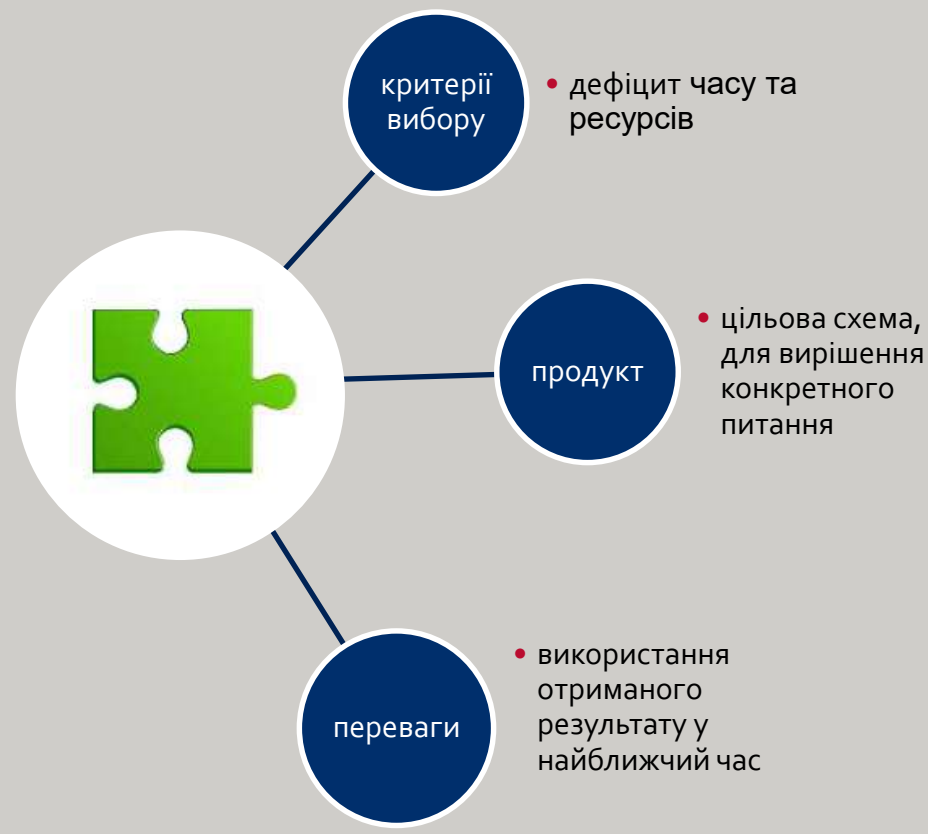 критерії
вибору
• дефіцит часу та
ресурсів
продукт
• цільова схема,
для вирішення
конкретного
питання
переваги
• використання
отриманого
результату у
найближчий час